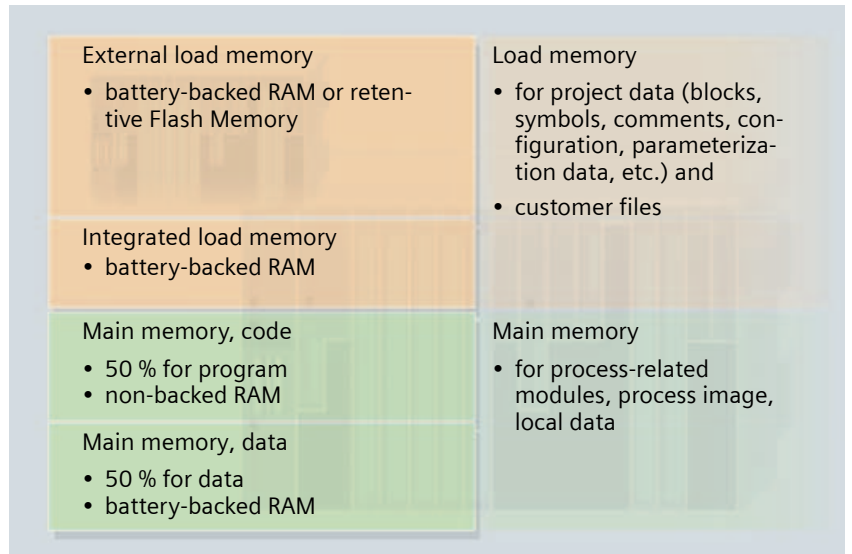 External load memory
• battery-backed RAM or reten-
tive Flash Memory
Integrated load memory
• battery-backed RAM
Main memory, code
• 50 % for program
• non-backed RAM
Main memory, data
• 50 % for data
• battery-backed RAM
Load memory
• for project data (blocks,
symbols, comments, con-
figuration, parameteriza-
tion data, etc.) and
• customer files
Main memory
• for process-related
modules, process image,
local data